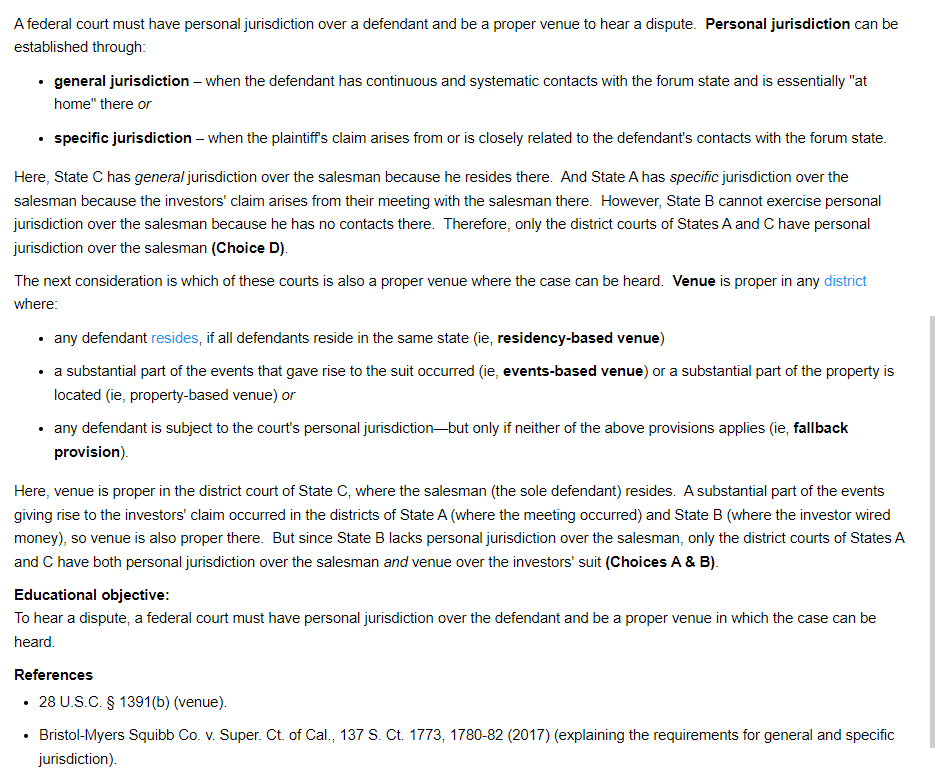 A federal court must have personal jurisdiction over a defendant and be a proper venue to hear a dispute.  Personal jurisdiction can be
established through:
• general jurisdiction – when the defendant has continuous and systematic contacts with the forum state and is essentially "at
home" there or
• specific jurisdiction – when the plaintiff's claim arises from or is closely related to the defendant's contacts with the forum state.
Here, State C has general jurisdiction over the salesman because he resides there.  And State A has specific jurisdiction over the
salesman because the investors' claim arises from their meeting with the salesman there.  However, State B cannot exercise personal
jurisdiction over the salesman because he has no contacts there.  Therefore, only the district courts of States A and C have personal
jurisdiction over the salesman (Choice D).
The next consideration is which of these courts is also a proper venue where the case can be heard.  Venue is proper in any district
where:
• any defendant resides, if all defendants reside in the same state (ie, residency-based venue)
• a substantial part of the events that gave rise to the suit occurred (ie, events-based venue) or a substantial part of the property is
located (ie, property-based venue) or
• any defendant is subject to the court's personal jurisdiction—but only if neither of the above provisions applies (ie, fallback
provision).
Here, venue is proper in the district court of State C, where the salesman (the sole defendant) resides.  A substantial part of the events
giving rise to the investors' claim occurred in the districts of State A (where the meeting occurred) and State B (where the investor wired
money), so venue is also proper there.  But since State B lacks personal jurisdiction over the salesman, only the district courts of States A
and C have both personal jurisdiction over the salesman and venue over the investors' suit (Choices A & B).
Educational objective:
To hear a dispute, a federal court must have personal jurisdiction over the defendant and be a proper venue in which the case can be
heard.
References
• 28 U.S.C. § 1391(b) (venue).
• Bristol-Myers Squibb Co. v. Super. Ct. of Cal., 137 S. Ct. 1773, 1780-82 (2017) (explaining the requirements for general and specific
jurisdiction).